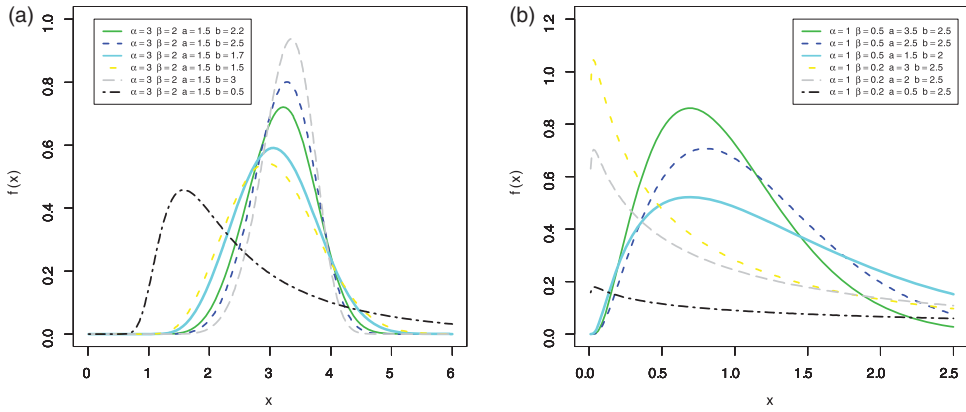 (a)
α = 3 β = 2 a = 1.5 b = 2.2
α = 3 β = 2 a = 1.5 b = 2.5
α = 3 β = 2 a = 1.5 b = 1.7
α = 3 β = 2 a = 1.5 b = 1.5
α = 3 β = 2 a = 1.5 b = 3
α = 3 β = 2 a = 1.5 b = 0.5
1.0
0.8
0.6
0.4
0.2
0.0
f (x)
0 1 2 3 4 5 6
x
(b)
α = 1 β = 0.5 a = 3.5 b = 2.5
α = 1 β = 0.5 a = 2.5 b = 2.5
α = 1 β = 0.5 a = 1.5 b = 2
α = 1 β = 0.2 a = 3 b = 2.5
α = 1 β = 0.2 a = 2 b = 2.5
α = 1 β = 0.2 a = 0.5 b = 2.5
1.2
1.0
0.8
0.6
0.4
0.2
0.0
f (x)
0.0 0.5 1.0 1.5 2.0 2.5
x